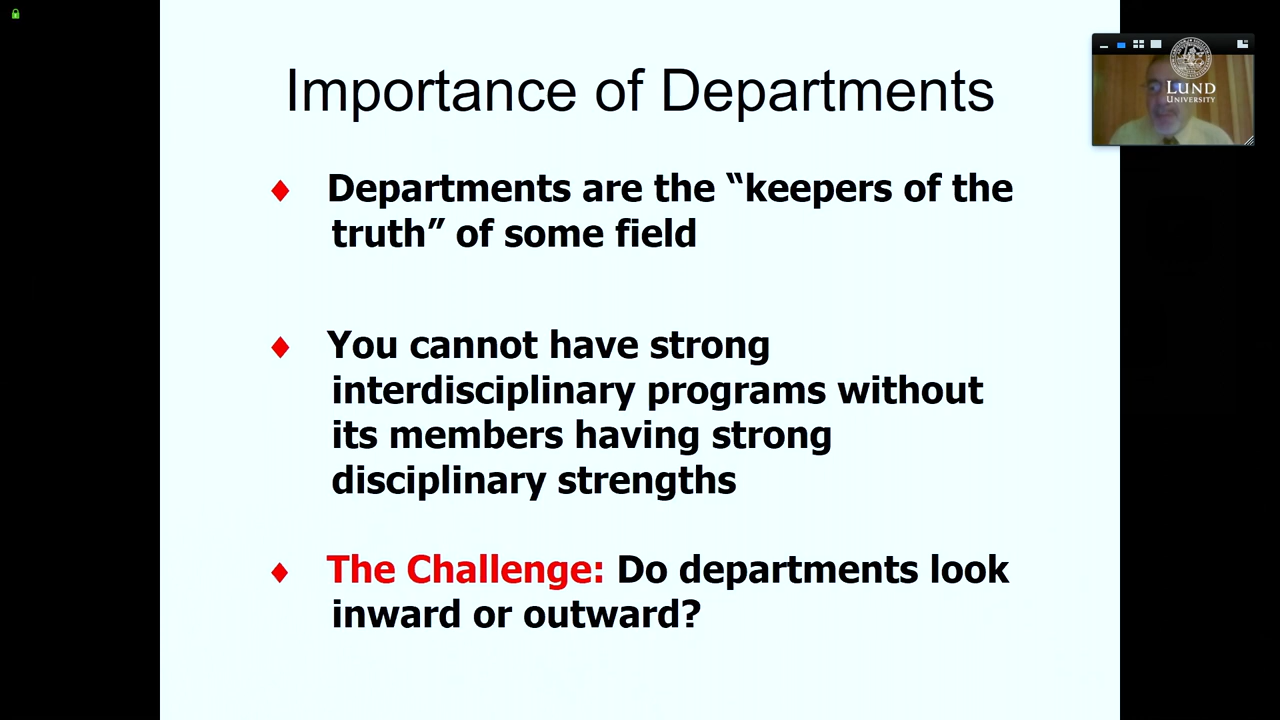 Importance of Departments
LUND
UNIVERSITY
Departments are the “keepers of the
truth” of some field
You cannot have strong
interdisciplinary programs without
its members having strong
disciplinary strengths
The Challenge: Do departments look
inward or outward?